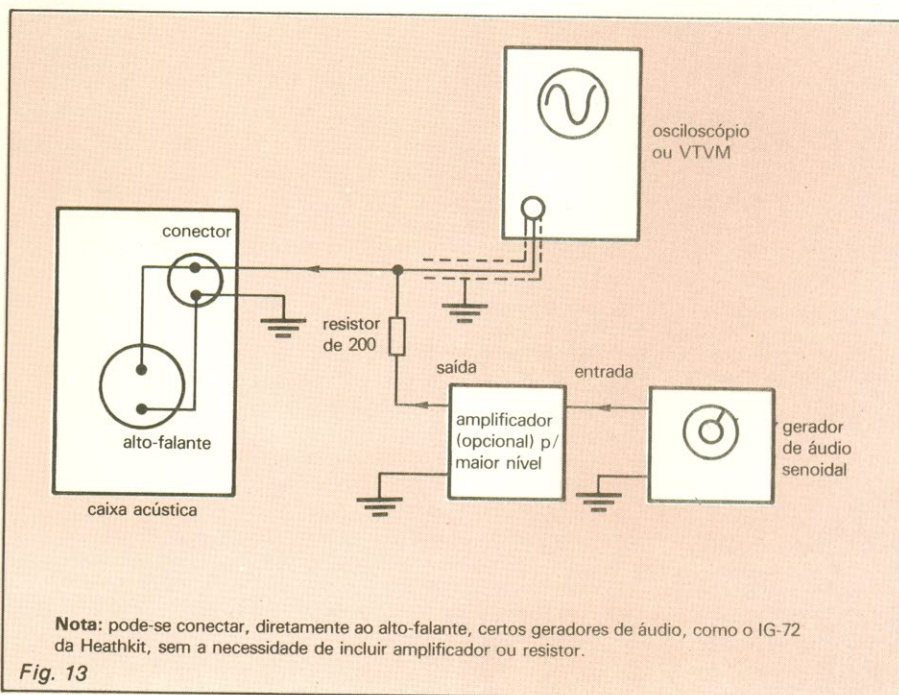 osciloscópio
ou VTVM
conector
resistor
de 200
saída
entrada
amplificador
(opcional) p/
maior nível
gerador
de áudio
senoidal
alto-falante
caixa acústica
Nota: pode-se conectar, diretamente ao alto-falante, certos geradores de áudio, como o IG-72
da Heathkit, sem a necessidade de incluir amplificador ou resistor.
Fig. 13